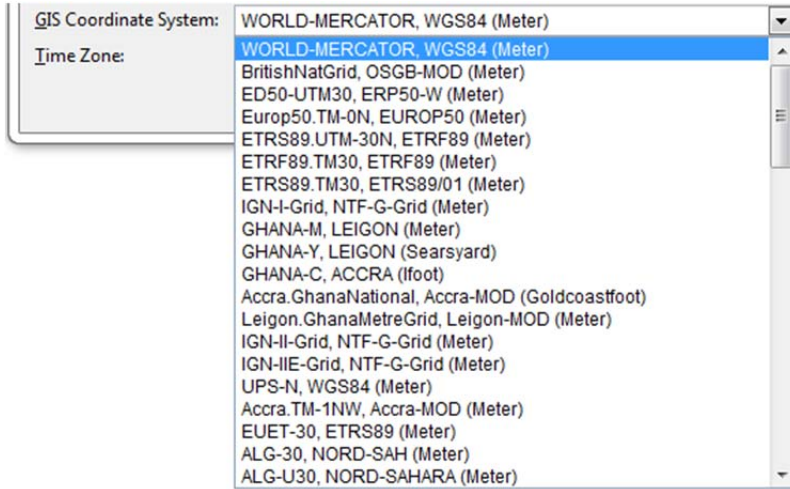 GIS Coordinate System: WORLD-MERCATOR, WGS84 (Meter)
Time Zone:
WORLD-MERCATOR, WGS84 (Meter)
BritishNatGrid, OSGB-MOD (Meter)
ED50-UTM30, ERP50-W (Meter)
Europ50.TM-0N, EUROP50 (Meter)
ETRS89.UTM-30N, ETRF89 (Meter)
ETRF89.TM30, ETRF89 (Meter)
ETRS89.TM30, ETRS89/01 (Meter)
IGN-I-Grid, NTF-G-Grid (Meter)
GHANA-M, LEIGON (Meter)
GHANA-Y, LEIGON (Searsyard)
GHANA-C, ACCRA (Ifoot)
Accra.GhanaNational, Accra-MOD (Goldcoastfoot)
Leigon.GhanaMetreGrid, Leigon-MOD (Meter)
IGN-II-Grid, NTF-G-Grid (Meter)
IGN-IIE-Grid, NTF-G-Grid (Meter)
UPS-N, WGS84 (Meter)
Accra.TM-1NW, Accra-MOD (Meter)
EUET-30, ETRS89 (Meter)
ALG-30, NORD-SAH (Meter)
ALG-U30, NORD-SAHARA (Meter)